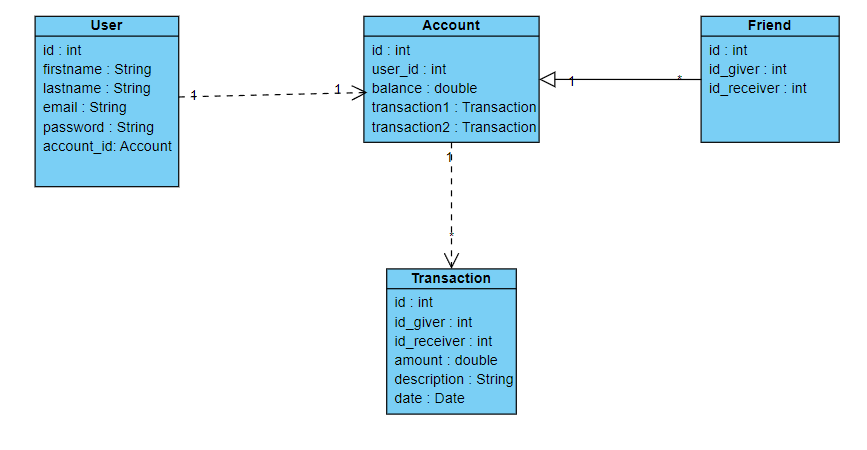 User
id : int
firstname : String
lastname : String
email : String
password : String
account_id: Account
1
1
Account
id : int
user_id : int
balance : double
transaction1 : Transaction
transaction2 : Transaction
1
*
Friend
id : int
id_giver : int
id_receiver : int
1
*
Transaction
id : int
id_giver : int
id_receiver : int
amount : double
description : String
date : Date